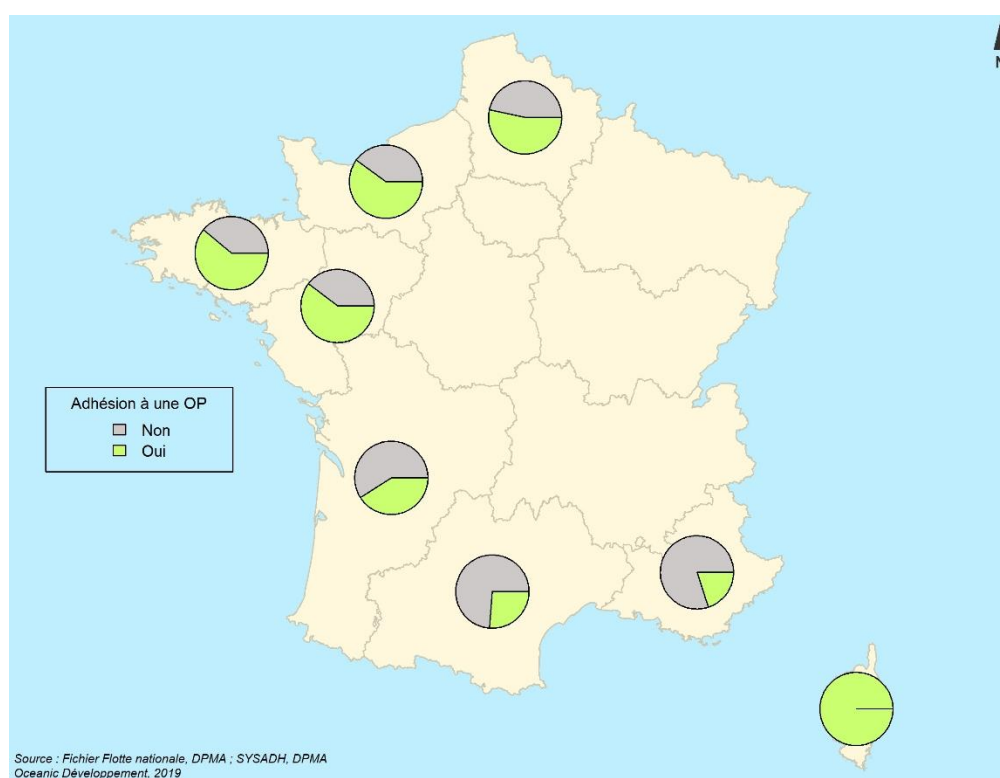 N
Adhésion à une OP
Non
Oui
Source : Fichier Flotte nationale, DPMA ; SYSADH, DPMA
Oceanic Développement, 2019